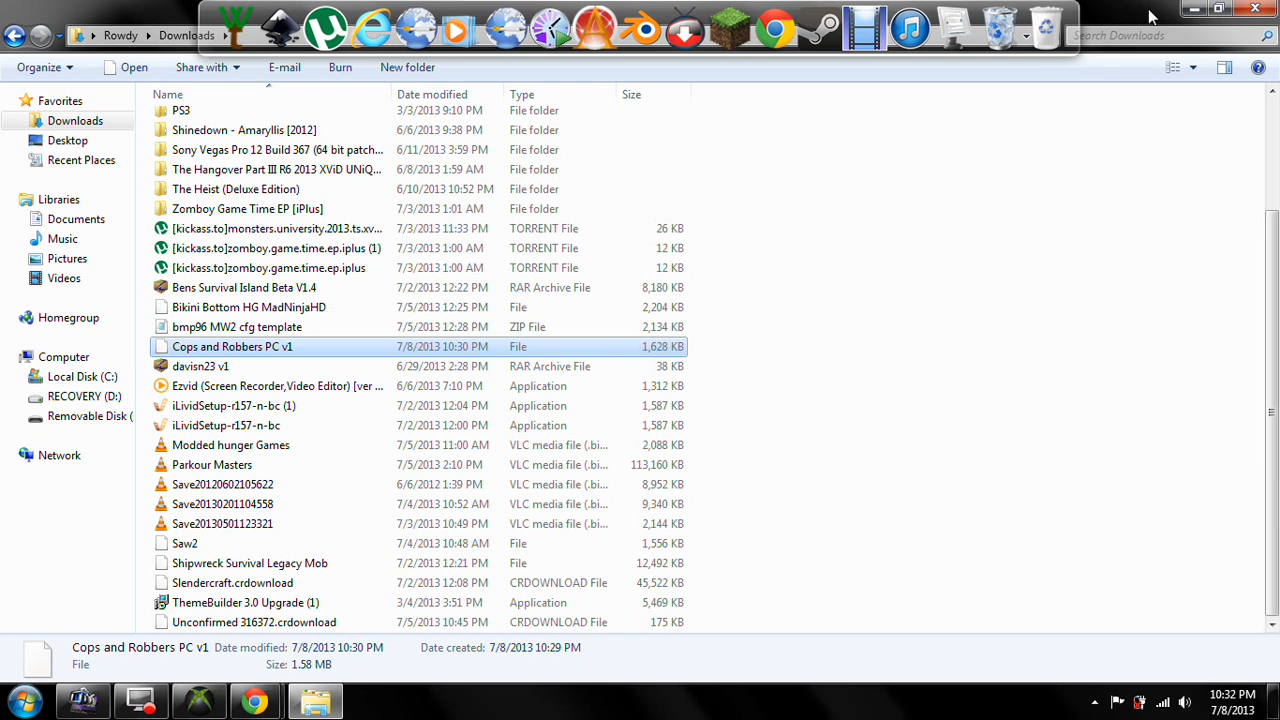 Rowdy Downloads Search Downloads
Organize Open Share with E-mail Burn New folder
Name Date modified Type Size
Favorites
Downloads
Desktop
Recent Places
Libraries
Documents
Music
Pictures
Videos
Homegroup
Computer
Local Disk (C:)
RECOVERY (D:)
Removable Disk (
Network
PS3 3/3/2013 9:10 PM File folder
Shinedown - Amaryllis [2012] 6/6/2013 9:38 PM File folder
Sony Vegas Pro 12 Build 367 (64 bit patch... 6/11/2013 3:59 PM File folder
The Hangover Part III R6 2013 XViD UNiQ... 6/8/2013 1:59 AM File folder
The Heist (Deluxe Edition) 6/10/2013 10:52 PM File folder
Zomboy Game Time EP [iPlus] 7/3/2013 1:01 AM File folder
[kickass.to]monsters.university.2013.ts.xv... 7/3/2013 11:33 PM TORRENT File 26 KB
[kickass.to]zomboy.game.time.ep.iplus (1) 7/3/2013 1:00 AM TORRENT File 12 KB
[kickass.to]zomboy.game.time.ep.iplus 7/3/2013 1:00 AM TORRENT File 12 KB
Bens Survival Island Beta V1.4 7/2/2013 12:22 PM RAR Archive File 8,180 KB
Bikini Bottom HG MadNinjaHD 7/5/2013 12:25 PM File 2,204 KB
bmp96 MW2 cfg template 7/5/2013 12:28 PM ZIP File 2,134 KB
Cops and Robbers PC v1 7/8/2013 10:30 PM File 1,628 KB
davisn23 v1 6/29/2013 2:28 PM RAR Archive File 38 KB
Ezvid (Screen Recorder,Video Editor) [ver ... 6/6/2013 7:10 PM Application 1,312 KB
iLividSetup-r157-n-bc (1) 7/2/2013 12:04 PM Application 1,587 KB
iLividSetup-r157-n-bc 7/2/2013 12:00 PM Application 1,587 KB
Modded hunger Games 7/5/2013 11:00 AM VLC media file (.bi... 2,088 KB
Parkour Masters 7/5/2013 2:10 PM VLC media file (.bi... 113,160 KB
Save20120602105622 6/6/2012 1:39 PM VLC media file (.bi... 8,952 KB
Save20130201104558 7/4/2013 10:52 AM VLC media file (.bi... 9,340 KB
Save20130501123321 7/3/2013 10:49 PM VLC media file (.bi... 2,144 KB
Saw2 7/4/2013 10:48 AM File 1,556 KB
Shipwreck Survival Legacy Mob 7/2/2013 12:21 PM File 12,492 KB
Slendercraft.crdownload 7/2/2013 12:08 PM CRDOWNLOAD File 45,522 KB
ThemeBuilder 3.0 Upgrade (1) 3/4/2013 3:51 PM Application 5,469 KB
Unconfirmed 316372.crdownload 7/5/2013 10:45 PM CRDOWNLOAD File 175 KB
Cops and Robbers PC v1 Date modified: 7/8/2013 10:30 PM Date created: 7/8/2013 10:29 PM
File Size: 1.58 MB
10:32 PM
7/8/2013